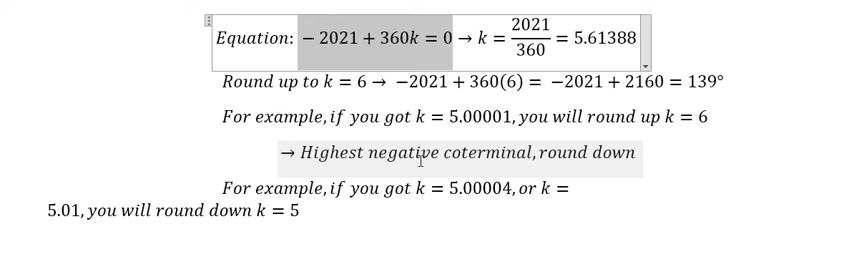 Equation: − 2021 + 360k = 0 → k = 2021/360 = 5.61388
Round up to k = 6 → −2021 + 360(6) = −2021 + 2160 = 139°
For example, if you got k = 5.00001, you will round up k = 6
→ Highest negative coterminal, round down
For example, if you got k = 5.00004, or k =
5.01, you will round down k = 5